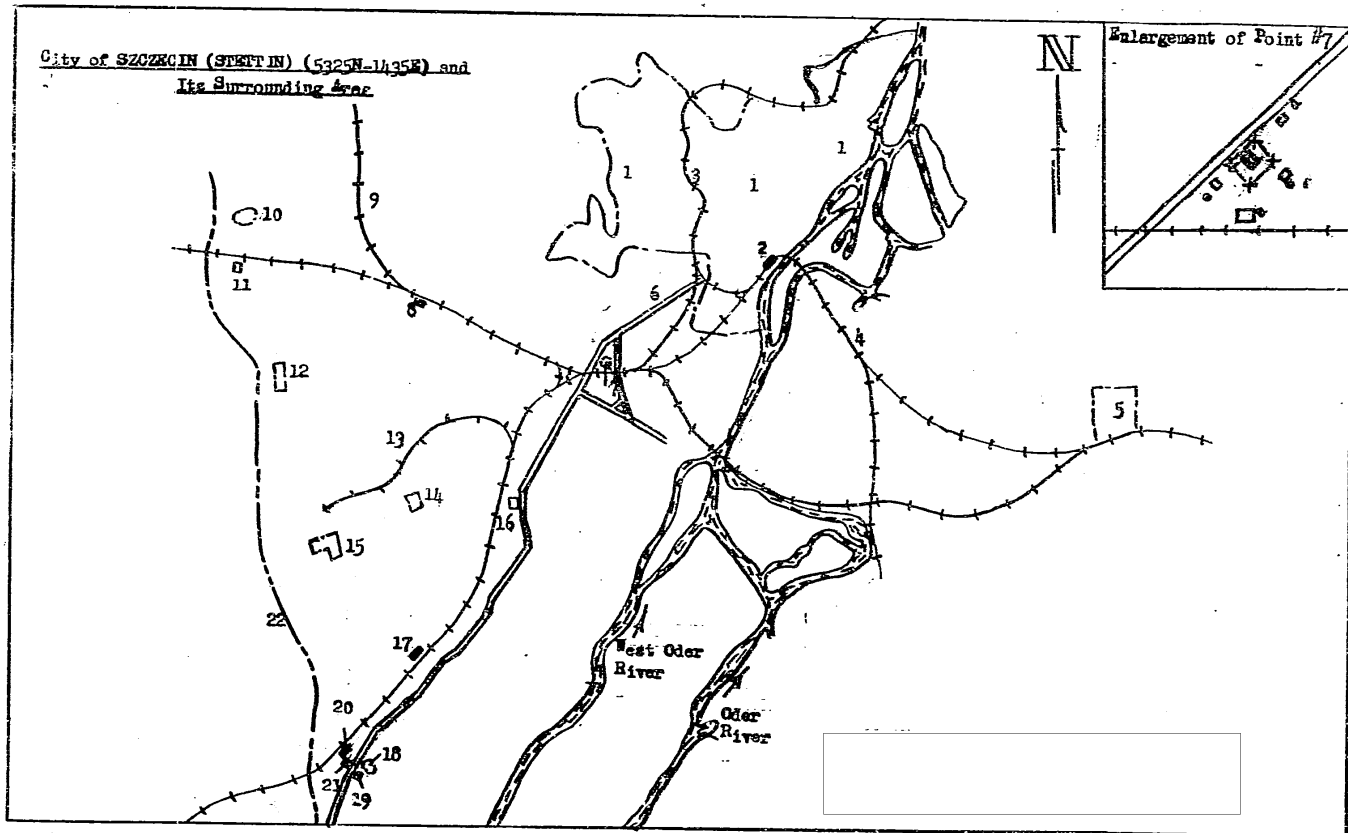 City of SZCZECIN (STETTIN) (5325N-1435E) and
Its Surrounding Area
N
Enlargement of Point #7
d
e
f
1
1
1
3
9
10
2
11
8
6
4
12
5
13
14
16
15
22
17
West Oder
River
20
Oder
River
18
21
19